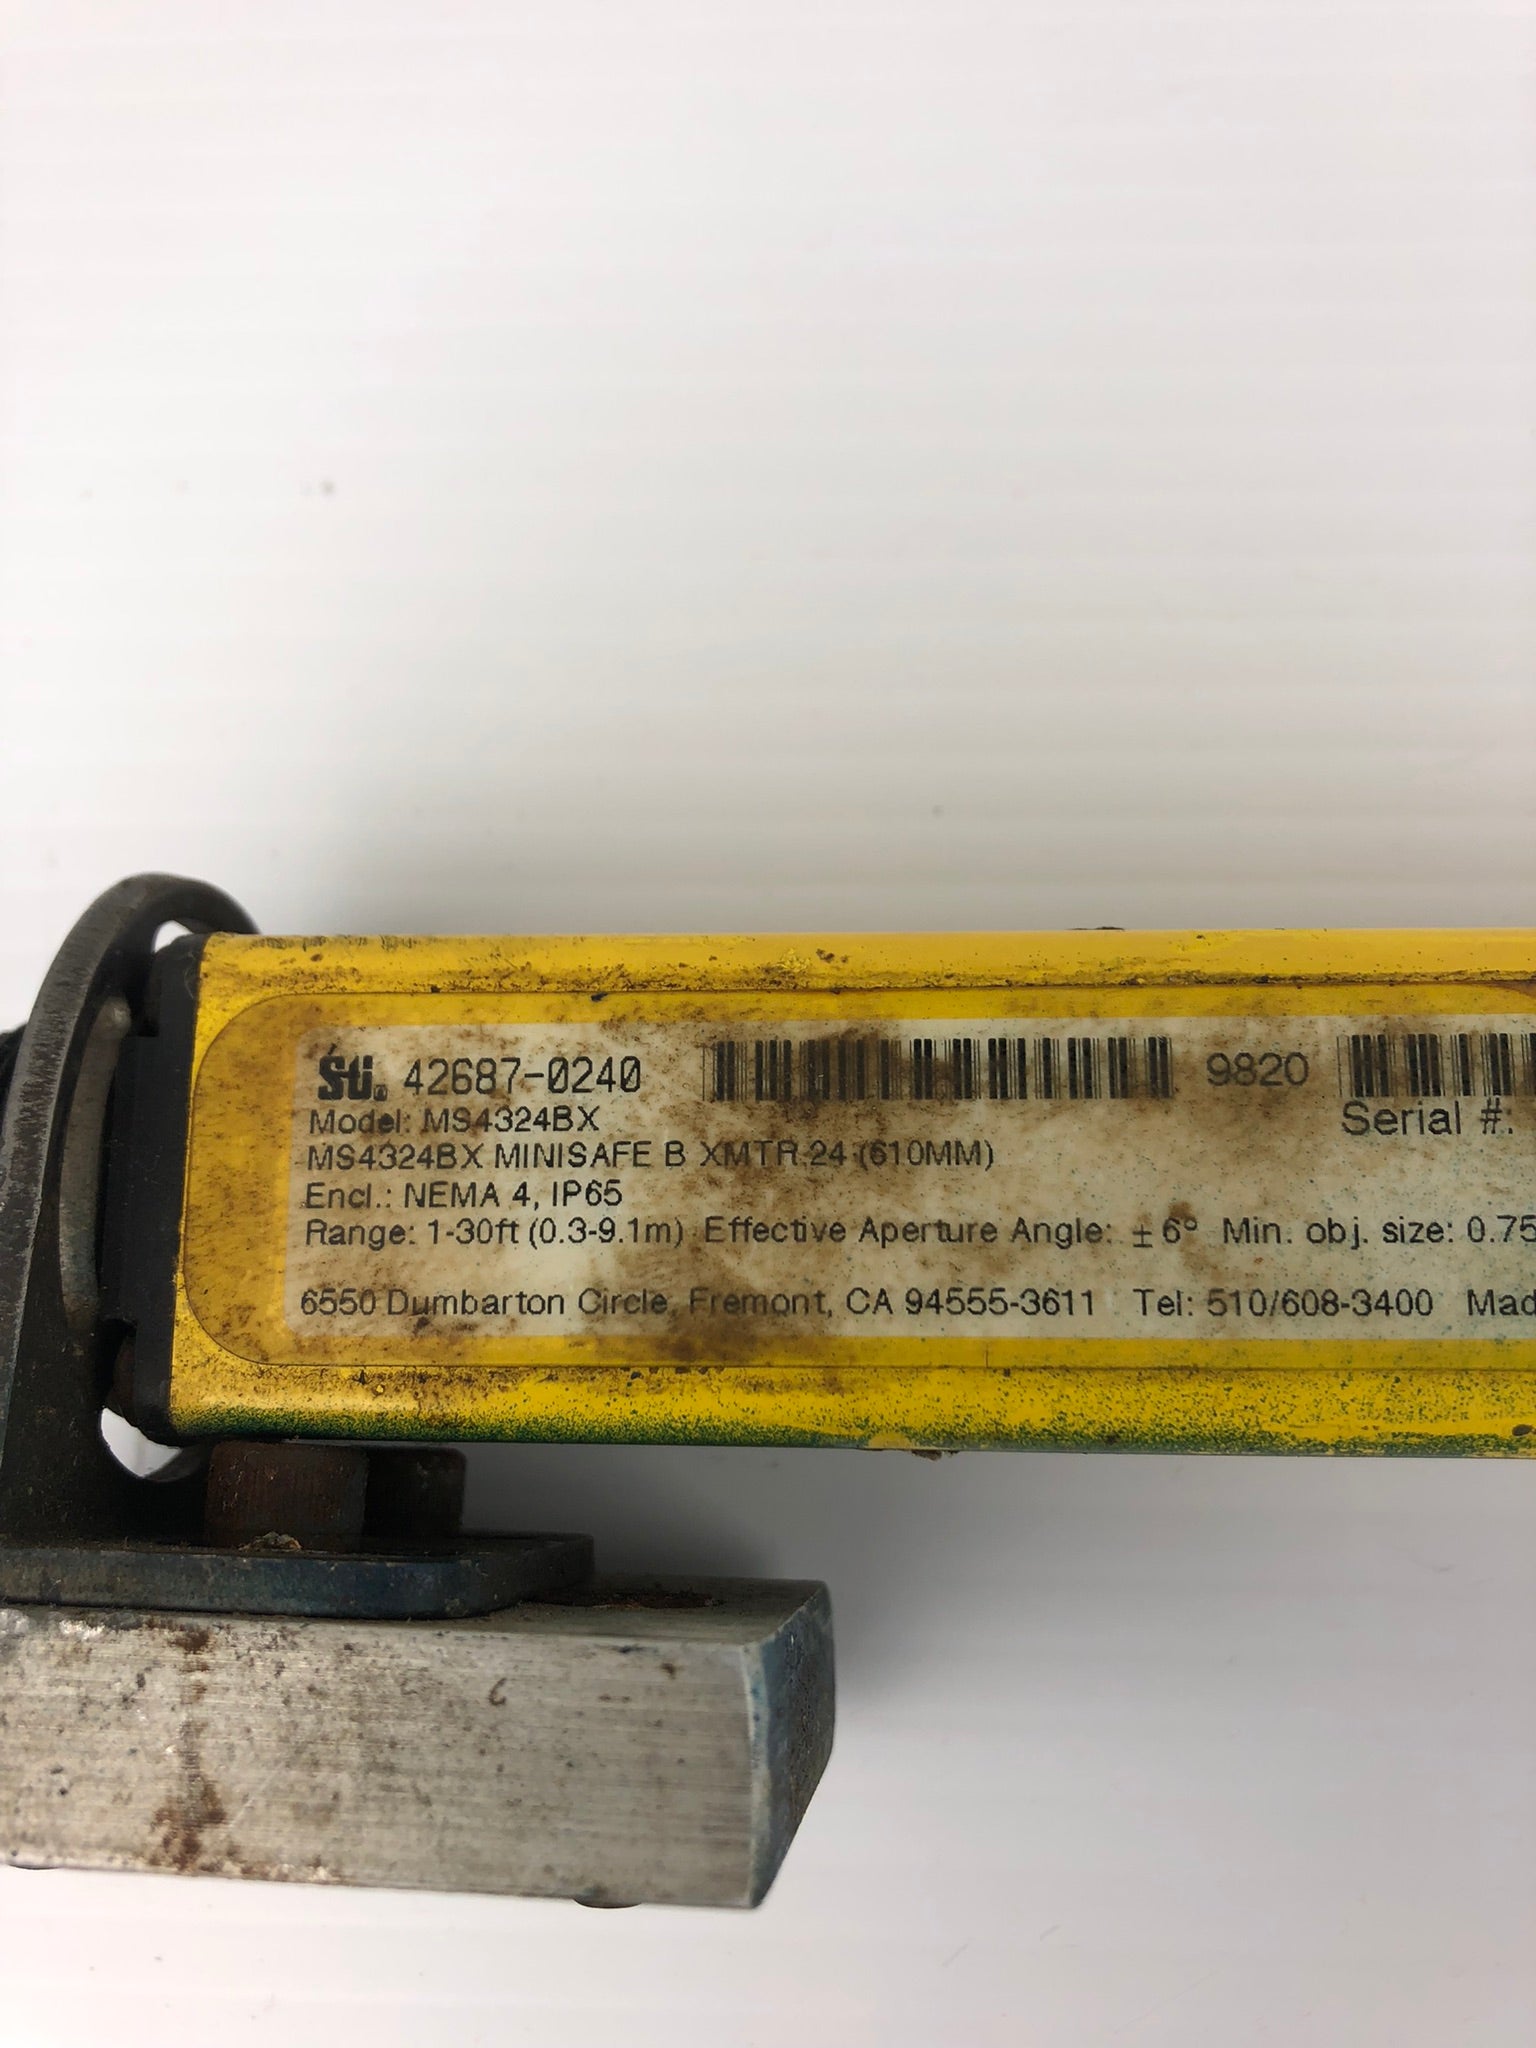 Sti. 42687-0240
9820
Model: MS4324BX
Serial #:
MS4324BX MINISAFE B XMTR 24 (610MM)
Encl.: NEMA 4, IP65
Range: 1-30ft (0.3-9.1m) Effective Aperture Angle: ± 6° Min. obj. size: 0.75
6550 Dumbarton Circle, Fremont, CA 94555-3611 Tel: 510/608-3400 Mad